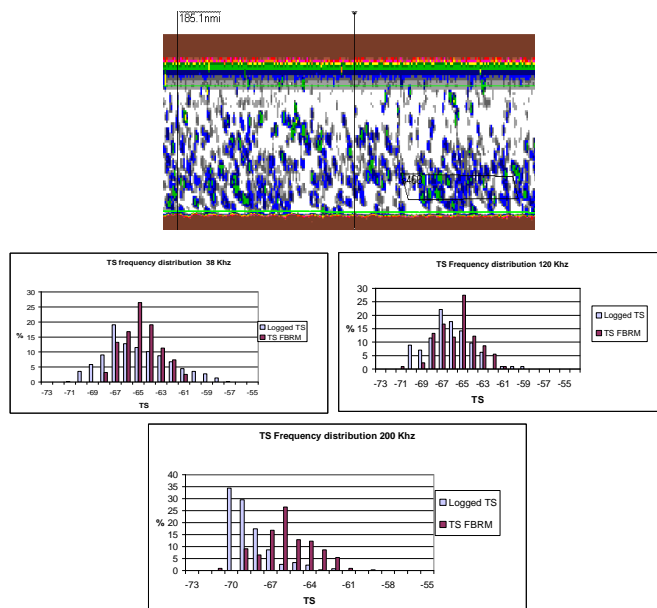 185.1nmi
TS frequency distribution 38 Khz
30
25
20
% 15
10
5
0
-73 -71 -69 -67 -65 -63 -61 -59 -57 -55
TS
Logged TS
TS FBRM
TS Frequency distribution 120 Khz
30
25
20
% 15
10
5
0
-73 -71 -69 -67 -65 -63 -61 -59 -57 -55
TS
Logged TS
TS FBRM
TS Frequency distribution 200 Khz
40
35
30
25
% 20
15
10
5
0
-73 -70 -67 -64 -61 -58 -55
TS
Logged TS
TS FBRM